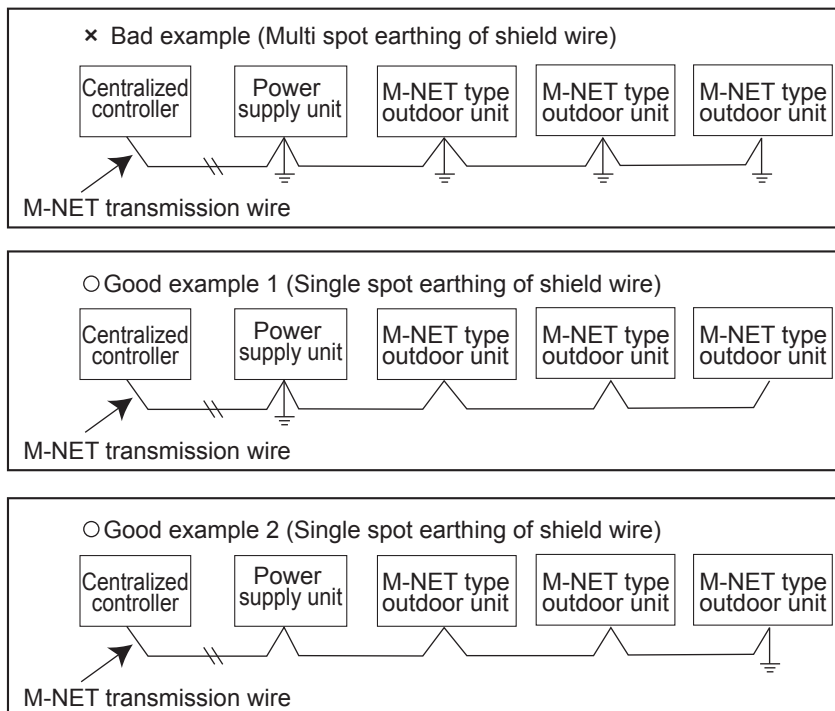 × Bad example (Multi spot earthing of shield wire)
Centralized
controller
Power
supply unit
M-NET type
outdoor unit
M-NET type
outdoor unit
M-NET type
outdoor unit
M-NET transmission wire
○ Good example 1 (Single spot earthing of shield wire)
Centralized
controller
Power
supply unit
M-NET type
outdoor unit
M-NET type
outdoor unit
M-NET type
outdoor unit
M-NET transmission wire
○ Good example 2 (Single spot earthing of shield wire)
Centralized
controller
Power
supply unit
M-NET type
outdoor unit
M-NET type
outdoor unit
M-NET type
outdoor unit
M-NET transmission wire